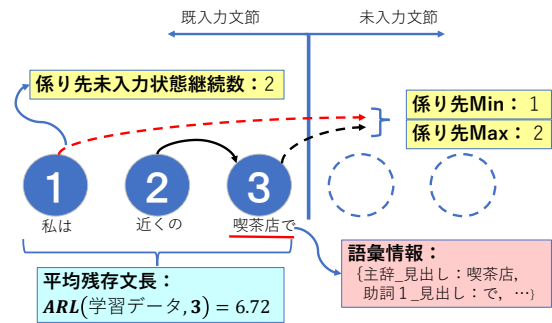 既入力文節
未入力文節
係り先未入力状態継続数：2
係り先Min： 1
係り先Max： 2
1
2
3
私は
近くの
喫茶店で
平均残存文長：
ARL(学習データ, 3) = 6.72
語彙情報：
{主辞_見出し：喫茶店,
助詞１_見出し：で, …}